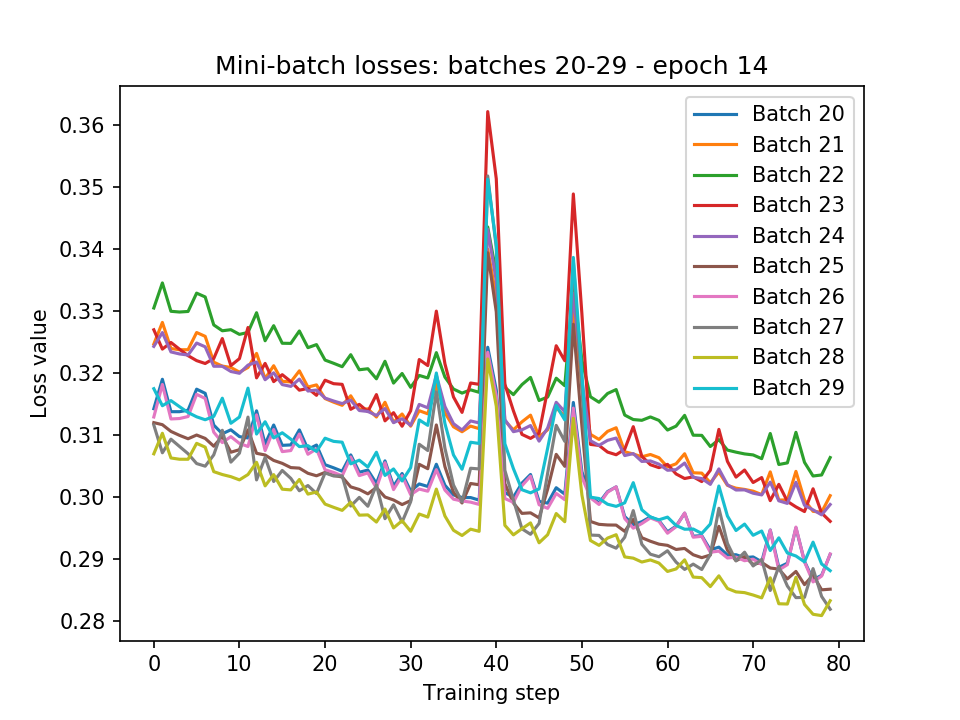 Mini-batch losses: batches 20-29 - epoch 14
Loss value
0.36
0.35
0.34
0.33
0.32
0.31
0.30
0.29
0.28
Batch 20
Batch 21
Batch 22
Batch 23
Batch 24
Batch 25
Batch 26
Batch 27
Batch 28
Batch 29
0 10 20 30 40 50 60 70 80
Training step